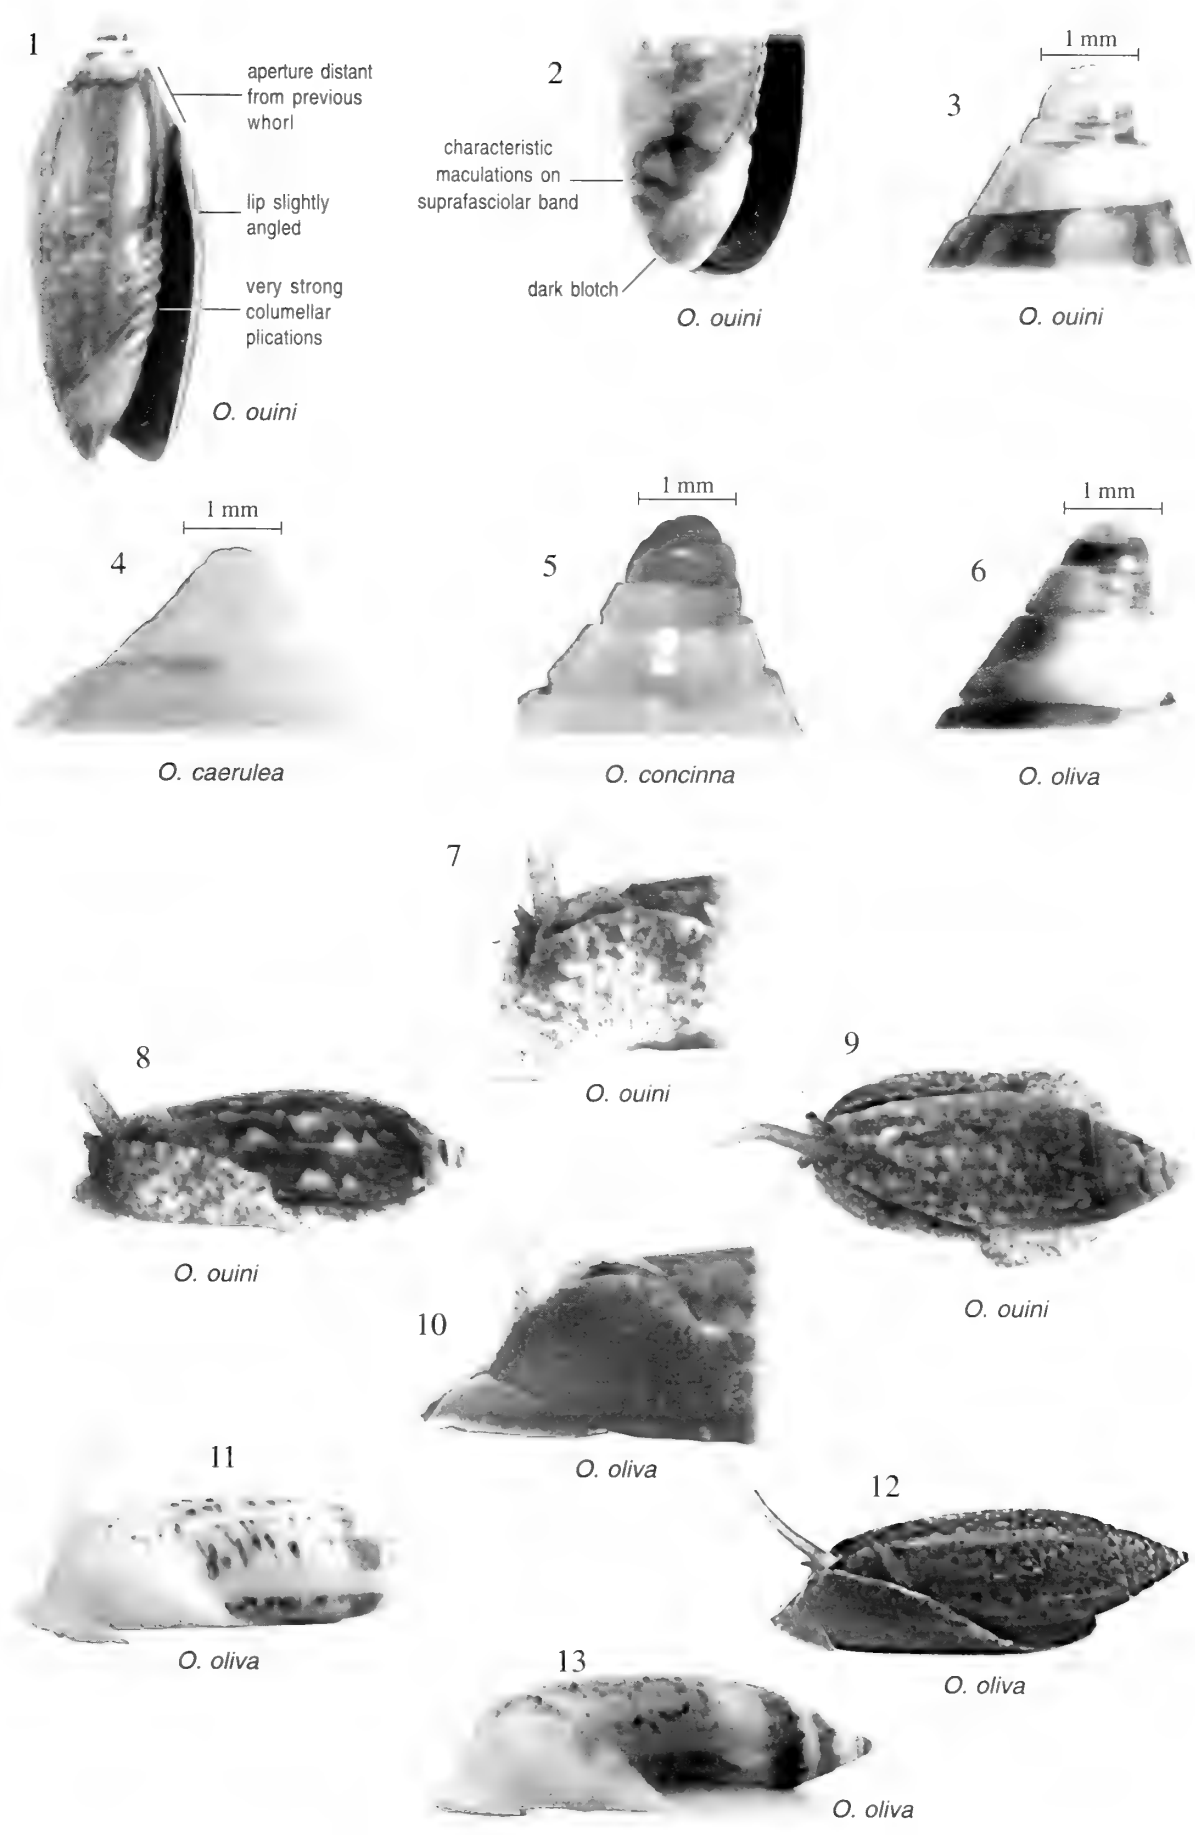 1
aperture distant
from previous
whorl
lip slightly
angled
very strong
columellar
plications
O. ouini
2
characteristic
maculations on
suprafasciolar band
dark blotch
O. ouini
1 mm
3
O. ouini
1 mm
4
O. caerulea
1 mm
5
O. concinna
1 mm
6
O. oliva
7
O. ouini
8
O. ouini
9
O. ouini
10
O. oliva
11
O. oliva
12
O. oliva
13
O. oliva